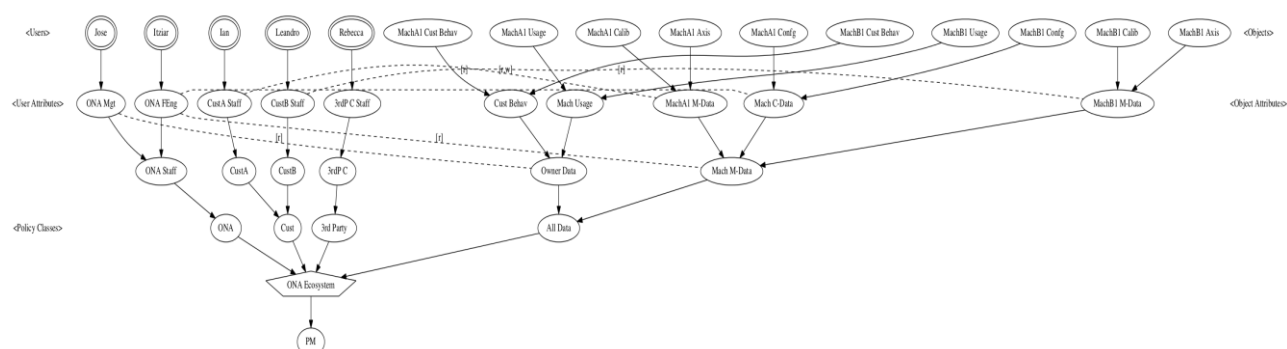 <Users> Jose Itziar Ian Leandro Rebecca MachA1 Cust Behav MachA1 Usage MachA1 Calib MachA1 Axis MachA1 Confg MachB1 Cust Behav MachB1 Usage MachB1 Confg MachB1 Calib MachB1 Axis <Objects>
[r] [r,w] [r]
<User Attributes> ONA Mgt ONA FEng CustA Staff CustB Staff 3rdP C Staff Cust Behav Mach Usage MachA1 M-Data Mach C-Data MachB1 M-Data <Object Attributes>
[r] [r]
ONA Staff CustA CustB 3rdP C Owner Data Mach M-Data
<Policy Classes> ONA Cust 3rd Party All Data
ONA Ecosystem
PM